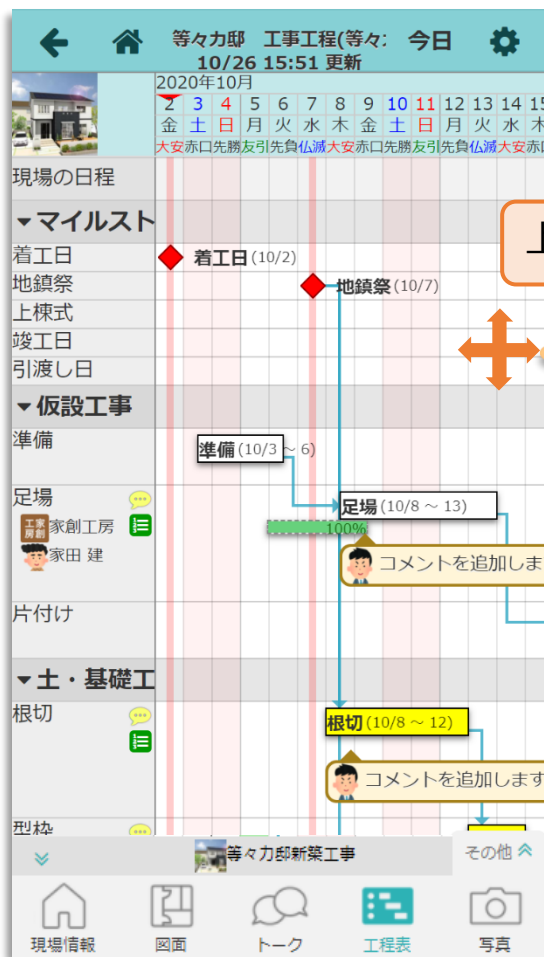 等々力邸 工事工程(等々: 今日
10/26 15:51 更新
2020年10月
2 3 4 5 6 7 8 9 10 11 12 13 14 15
金 土 日 月 火 水 木 金 土 日 月 火 水 木
大安 赤口 先勝 友引 先負 仏滅 大安 赤口 先勝 友引 先負 仏滅 大安 赤口
現場の日程
▼マイルスト
着工日 着工日(10/2)
地鎮祭 地鎮祭(10/7)
上棟式
竣工日
引渡し日
▼仮設工事
準備 準備(10/3 ~ 6)
足場 足場(10/8 ~ 13)
家創工房 家創工房 100%
家田 建 コメントを追加しま
片付け
▼土・基礎工
根切 根切(10/8 ~ 12)
コメントを追加します
型枠
等々力邸新築工事 その他
現場情報 図面 トーク 工程表 写真